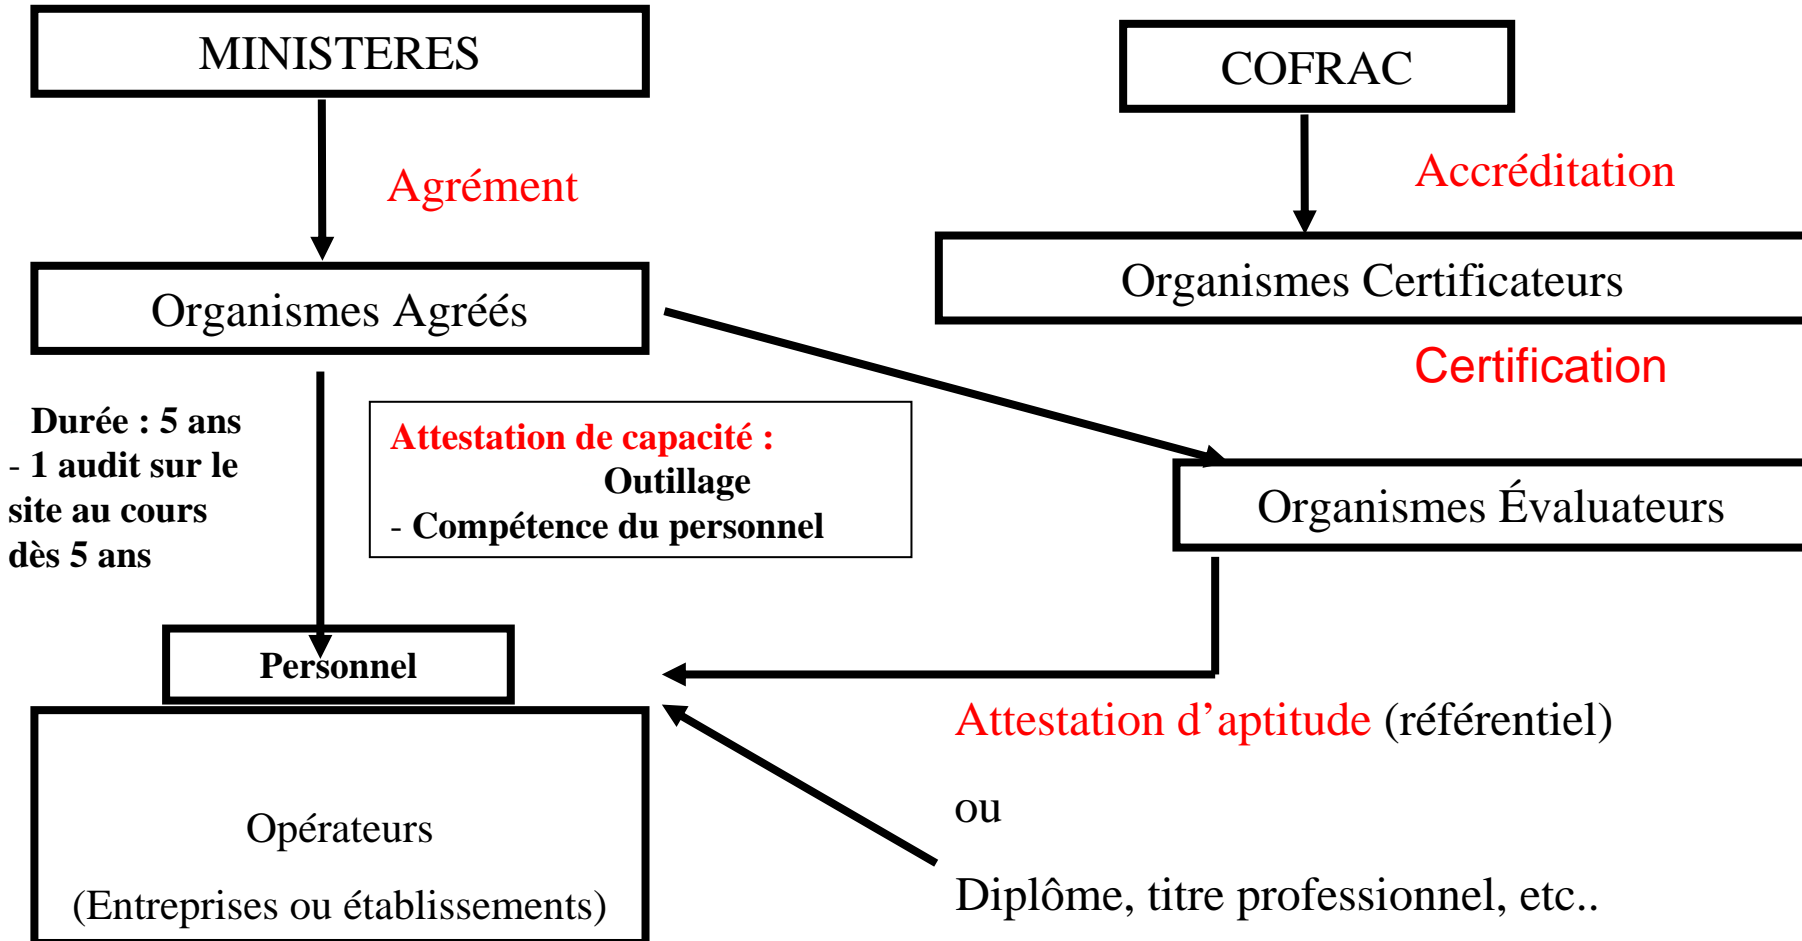 MINISTERES
COFRAC
Agrément
Accréditation
Organismes Agréés
Organismes Certificateurs
Certification
Durée : 5 ans
- 1 audit sur le
site au cours
dès 5 ans
Attestation de capacité :
Outillage
- Compétence du personnel
Organismes Évaluateurs
Personnel
Attestation d’aptitude (référentiel)
ou
Diplôme, titre professionnel, etc..
Opérateurs
(Entreprises ou établissements)